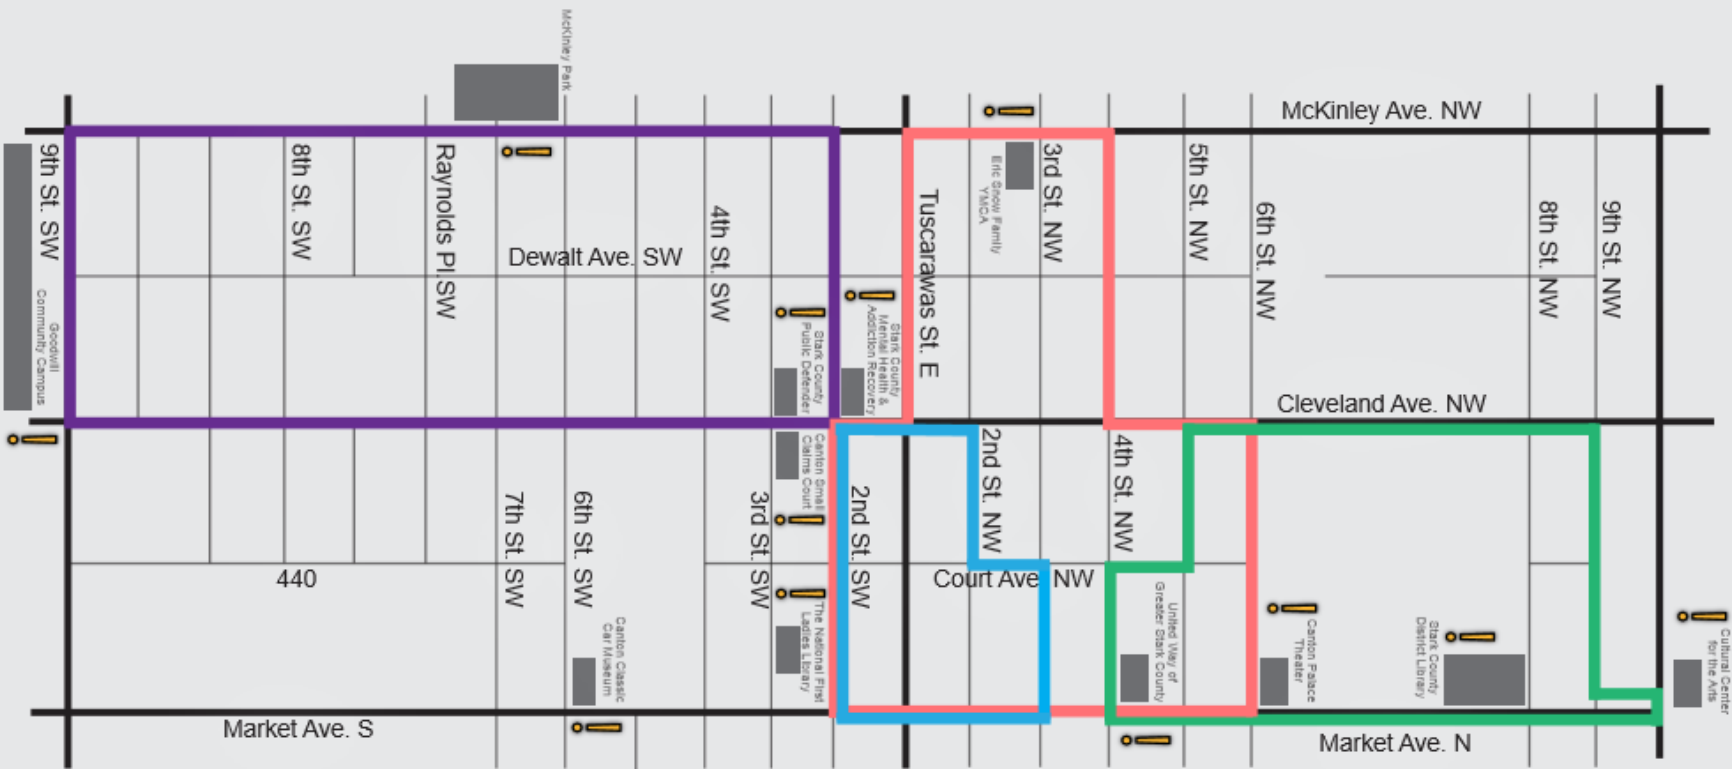 McKinley Park
McKinley Ave. NW
9th St. SW
8th St. SW
Raynolds Pl.SW
Dewalt Ave. SW
4th St. SW
Tuscarawas St. E
Eric Snow Family
YMCA
3rd St. NW
5th St. NW
6th St. NW
8th St. NW
9th St. NW
Goodwill
Community Campus
Stark County
Public Defender
Stark County
Mental Health &
Addiction Recovery
Cleveland Ave. NW
Canton Small
Claims Court
2nd St. NW
4th St. NW
7th St. SW
6th St. SW
3rd St. SW
2nd St. SW
440
Court Ave. NW
United Way of
Greater Stark County
Canton Classic
Car Museum
The National First
Ladies Library
Canton Palace
Theater
Stark County
District Library
Cultural Center
for the Arts
Market Ave. S
Market Ave. N